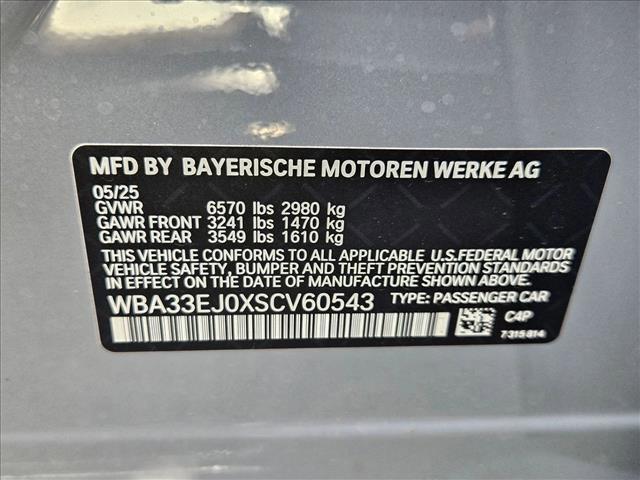 MFD BY BAYERISCHE MOTOREN WERKE AG
05/25
GVWR 6570 lbs 2980 kg
GAWR FRONT 3241 lbs 1470 kg
GAWR REAR 3549 lbs 1610 kg
THIS VEHICLE CONFORMS TO ALL APPLICABLE U.S. FEDERAL MOTOR
VEHICLE SAFETY, BUMPER AND THEFT PREVENTION STANDARDS
IN EFFECT ON THE DATE OF MANUFACTURE SHOWN ABOVE.
WBA33EJ0XSCV60543 TYPE: PASSENGER CAR
C4P
7315814